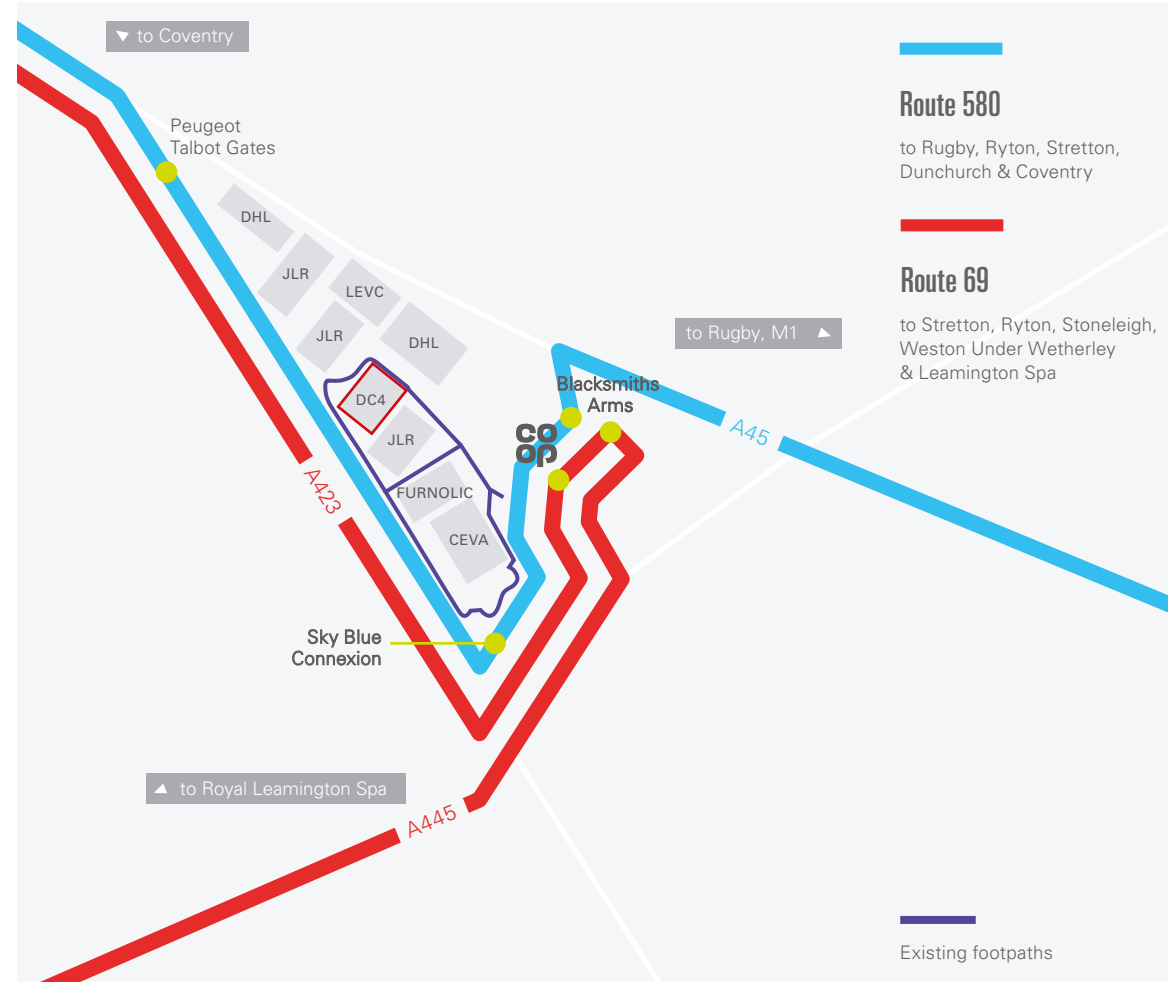 to Coventry
Peugeot
Talbot Gates
DHL
JLR
LEVC
JLR
DHL
DC4
JLR
FURNOLIC
CEVA
A423
co
op
Blacksmiths
Arms
to Rugby, M1
A45
Sky Blue
Connexion
to Royal Leamington Spa
A445
Route 580
to Rugby, Ryton, Stretton,
Dunchurch & Coventry
Route 69
to Stretton, Ryton, Stoneleigh,
Weston Under Wetherley
& Leamington Spa
Existing footpaths